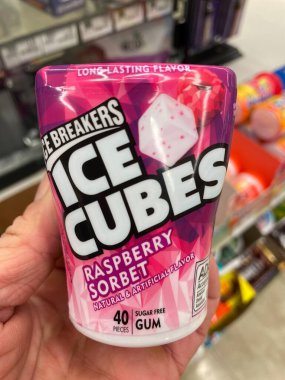 LONG LASTING FLAVOR
ICE BREAKERS
ICE
CUBES
RASPBERRY
SORBET
NATURAL & ARTIFICIAL FLAVOR
40
PIECES
SUGAR FREE
GUM